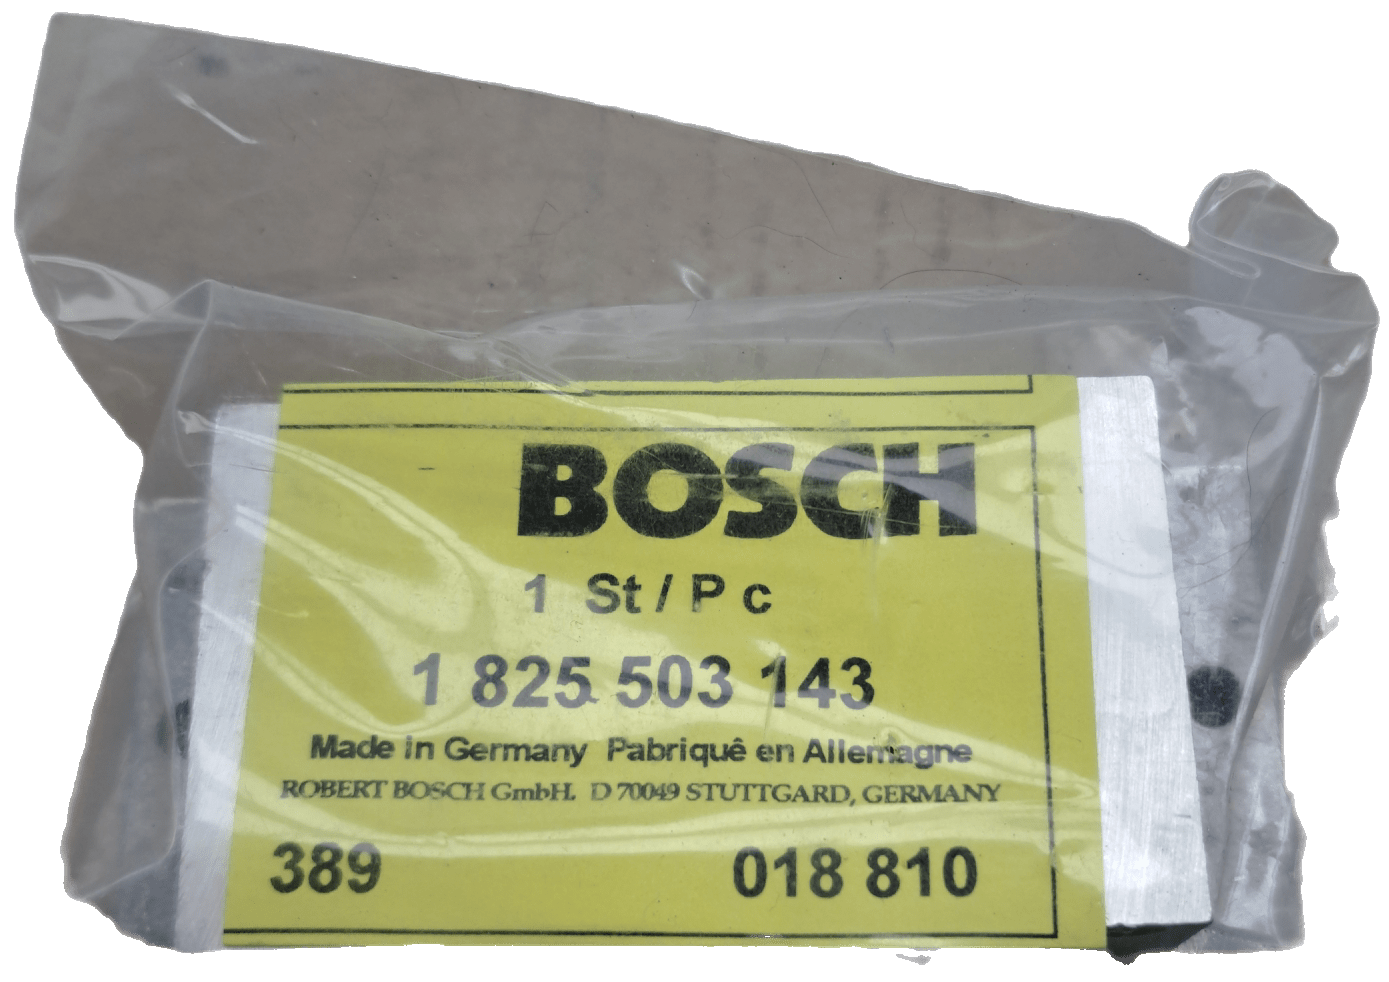 BOSCH
1 St / P c
1 825 503 143
Made in Germany Pabriquê en Allemagne
ROBERT BOSCH GmbH. D 70049 STUTTGARD, GERMANY
389 018 810